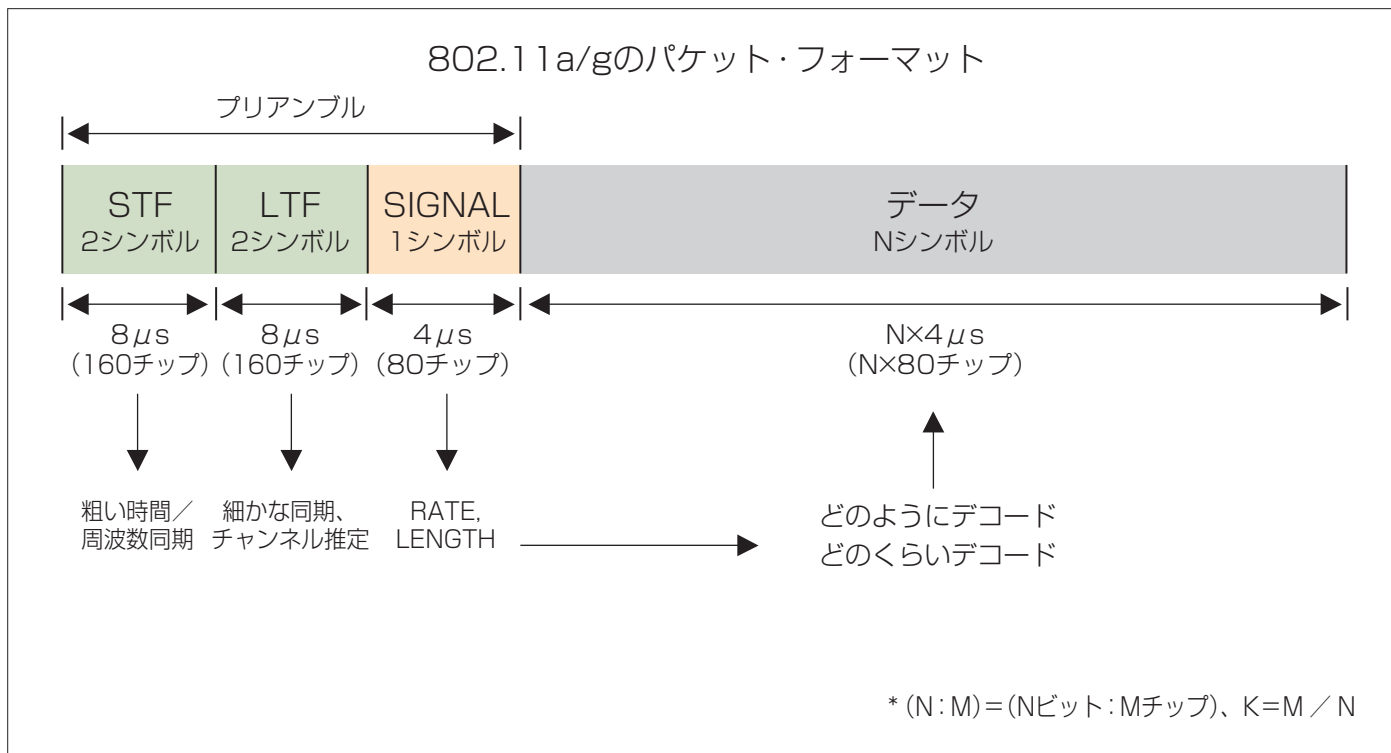 802.11a/gのパケット・フォーマット
プリアンブル
STF
2シンボル
LTF
2シンボル
SIGNAL
1シンボル
データ
Nシンボル
8μs
(160チップ)
8μs
(160チップ)
4μs
(80チップ)
N×4μs
(N×80チップ)
粗い時間／
周波数同期
細かな同期、
チャンネル推定
RATE,
LENGTH
どのようにデコード
どのくらいデコード
*(N：M)＝(Nビット：Mチップ)、K＝M／N